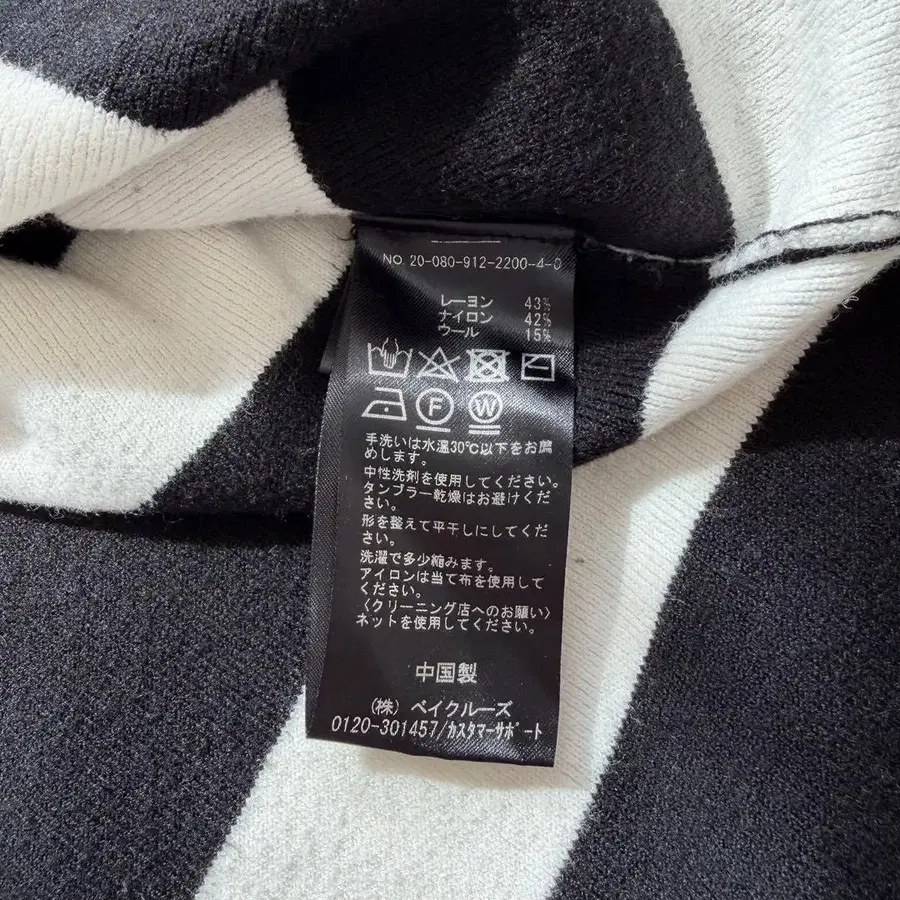 NO. 20-080-912-2200-4-0
レーヨン 43%
ナイロン 42%
ウール 15%
F W
手洗いは水温30℃以下をお薦
めします。
中性洗剤を使用してください。
タンブラー乾燥はお避けくだ
さい。
形を整えて平干しにしてくだ
さい。
洗濯で多少縮みます。
アイロンは当て布を使用して
ください。
〈クリーニング店へのお願い〉
ネットを使用してください。
中国製
(株) ベイクルーズ
0120-301457/カスタマーサポート